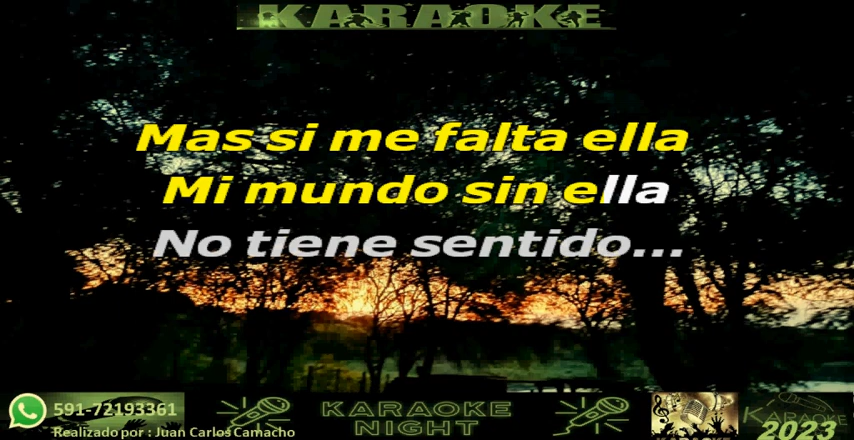 KARAOKE
Mas si me falta ella
Mi mundo sin ella
No tiene sentido...
591-72193361
Realizado por : Juan Carlos Camacho
KARAOKE
NIGHT
KARAOKE
KARAOKE
2023